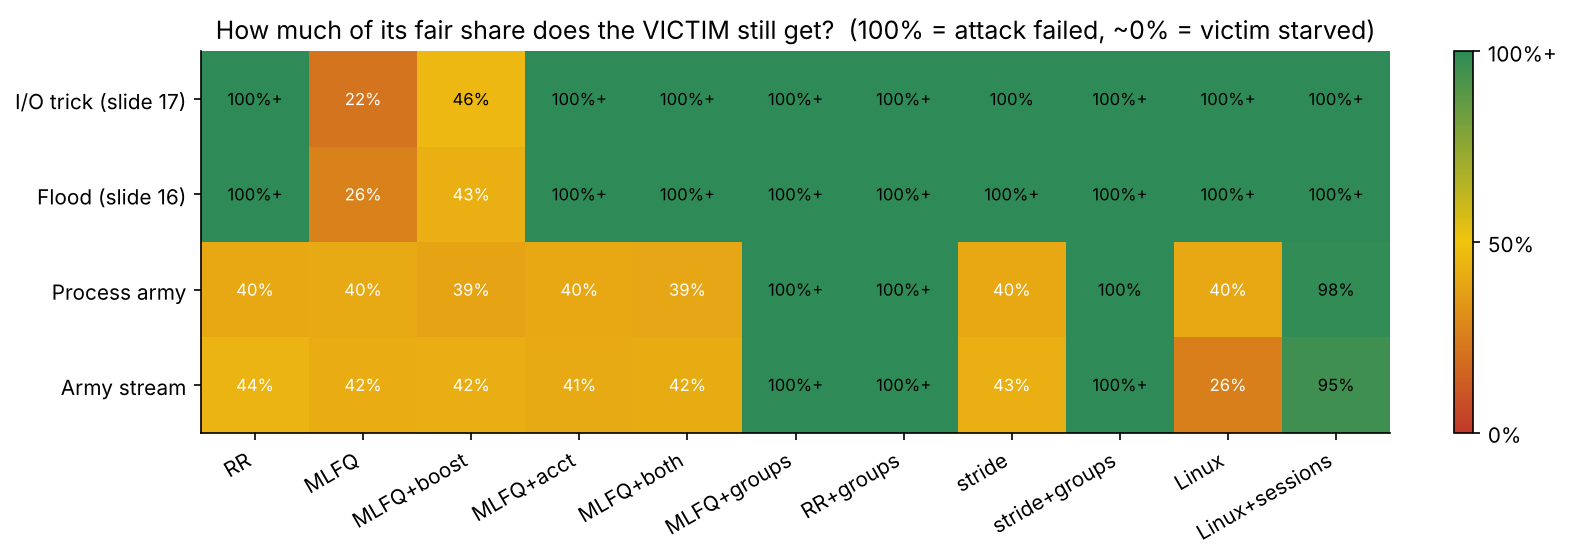 How much of its fair share does the VICTIM still get?  (100% = attack failed, ~0% = victim starved)
I/O trick (slide 17) 100%+ 22% 46% 100%+ 100%+ 100%+ 100%+ 100% 100%+ 100%+ 100%+
Flood (slide 16) 100%+ 26% 43% 100%+ 100%+ 100%+ 100%+ 100%+ 100%+ 100%+ 100%+
Process army 40% 40% 39% 40% 39% 100%+ 100%+ 40% 100% 40% 98%
Army stream 44% 42% 42% 41% 42% 100%+ 100%+ 43% 100%+ 26% 95%
RR
MLFQ
MLFQ+boost
MLFQ+acct
MLFQ+both
MLFQ+groups
RR+groups
stride
stride+groups
Linux
Linux+sessions
100%+
50%
0%